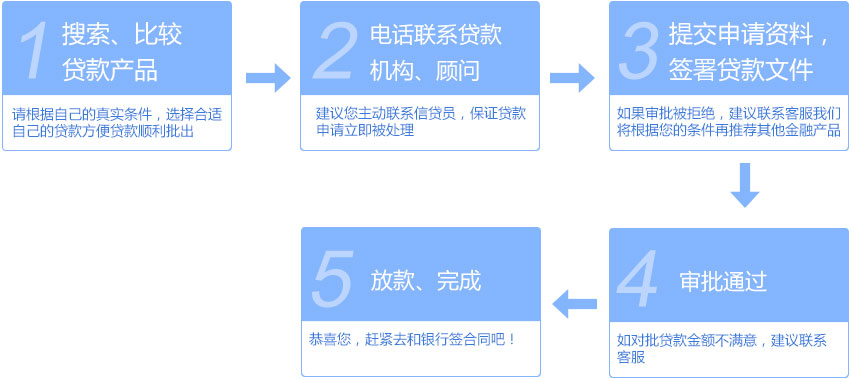 1 搜索、比较
贷款产品
请根据自己的真实条件，选择合适
自己的贷款方便贷款顺利批出
2 电话联系贷款
机构、顾问
建议您主动联系信贷员，保证贷款
申请立即被处理
3 提交申请资料，
签署贷款文件
如果审批被拒绝，建议联系客服我们
将根据您的条件再推荐其他金融产品
4 审批通过
如对批贷款金额不满意，建议联系
客服
5 放款、完成
恭喜您，赶紧去和银行签合同吧！